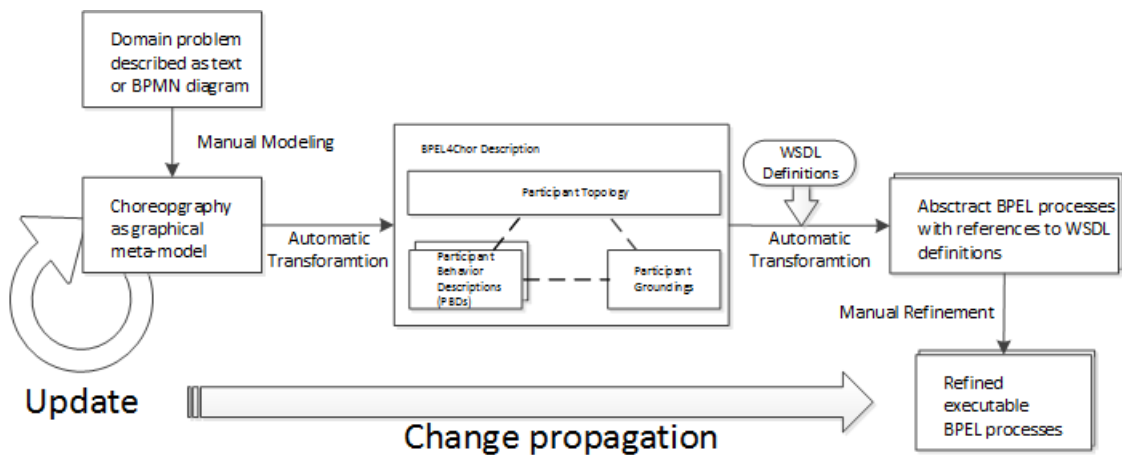 Domain problem
described as text
or BPMN diagram
Manual Modeling
BPEL4Chor Description
WSDL
Definitions
Participant Topology
Choreopgraphy
as graphical
meta-model
Automatic
Transforamtion
Participant
Behavior
Descriptions
(PBDs)
Participant
Groundings
Automatic
Transforamtion
Absctract BPEL processes
with references to WSDL
definitions
Manual Refinement
Update
Change propagation
Refined
executable
BPEL processes